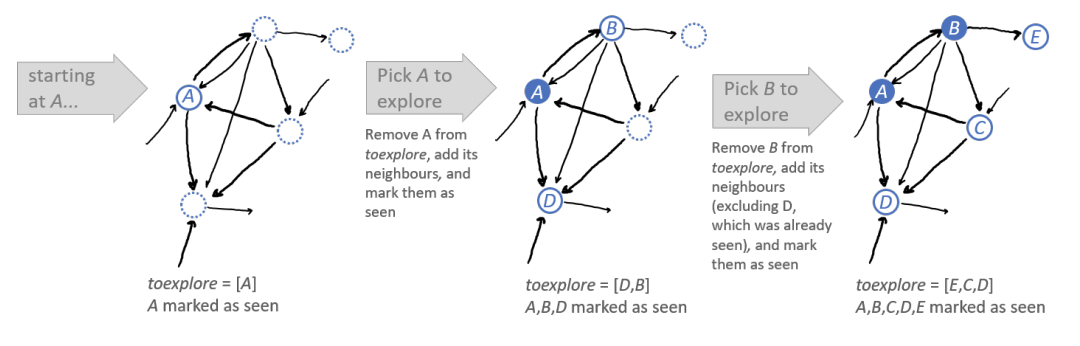 starting
at A...
A
toexplore = [A]
A marked as seen
Pick A to
explore
Remove A from
toexplore, add its
neighbours, and
mark them as
seen
B
A
D
toexplore = [D,B]
A,B,D marked as seen
Pick B to
explore
Remove B from
toexplore, add its
neighbours
(excluding D,
which was already
seen), and mark
them as seen
B
E
A
C
D
toexplore = [E,C,D]
A,B,C,D,E marked as seen